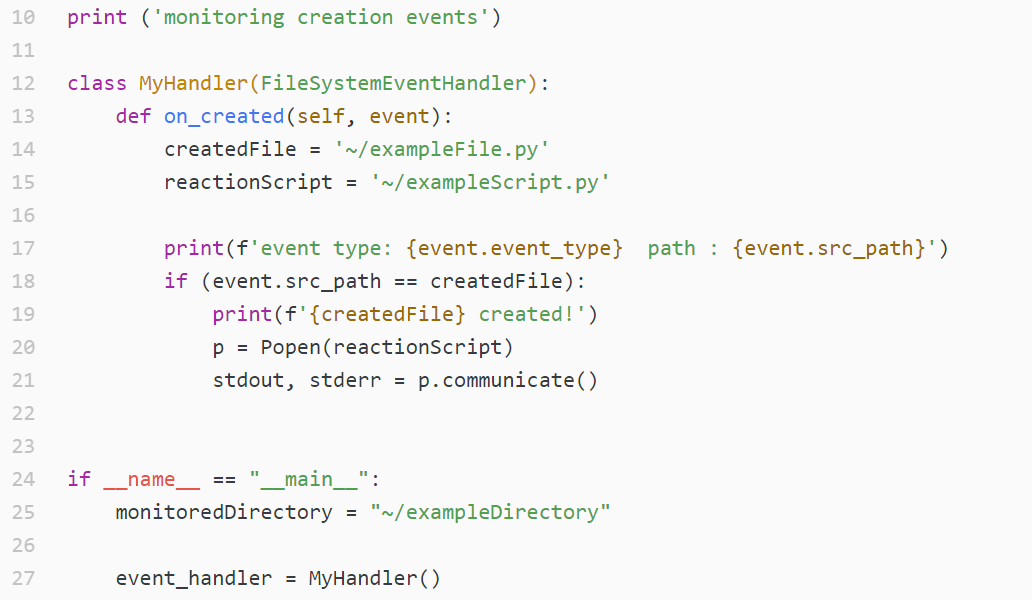 10 print ('monitoring creation events')
11
12 class MyHandler(FileSystemEventHandler):
13     def on_created(self, event):
14         createdFile = '~/exampleFile.py'
15         reactionScript = '~/exampleScript.py'
16
17         print(f'event type: {event.event_type}  path : {event.src_path}')
18         if (event.src_path == createdFile):
19             print(f'{createdFile} created!')
20             p = Popen(reactionScript)
21             stdout, stderr = p.communicate()
22
23
24 if __name__ == "__main__":
25     monitoredDirectory = "~/exampleDirectory"
26
27     event_handler = MyHandler()